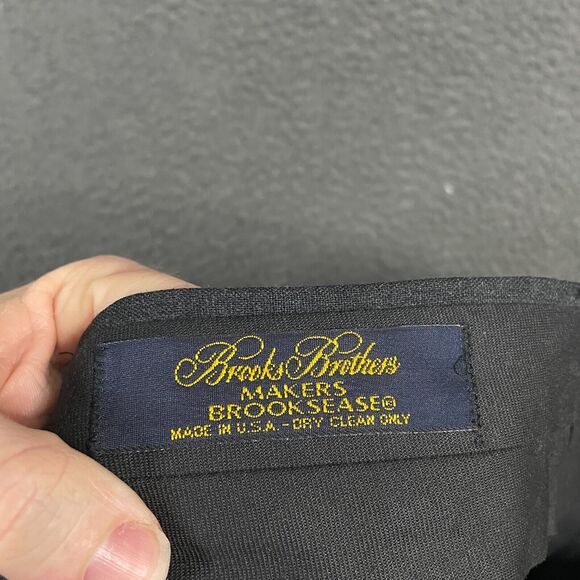 Brooks Brothers
MAKERS
BROOKSEASE®
MADE IN U.S.A. - DRY CLEAN ONLY